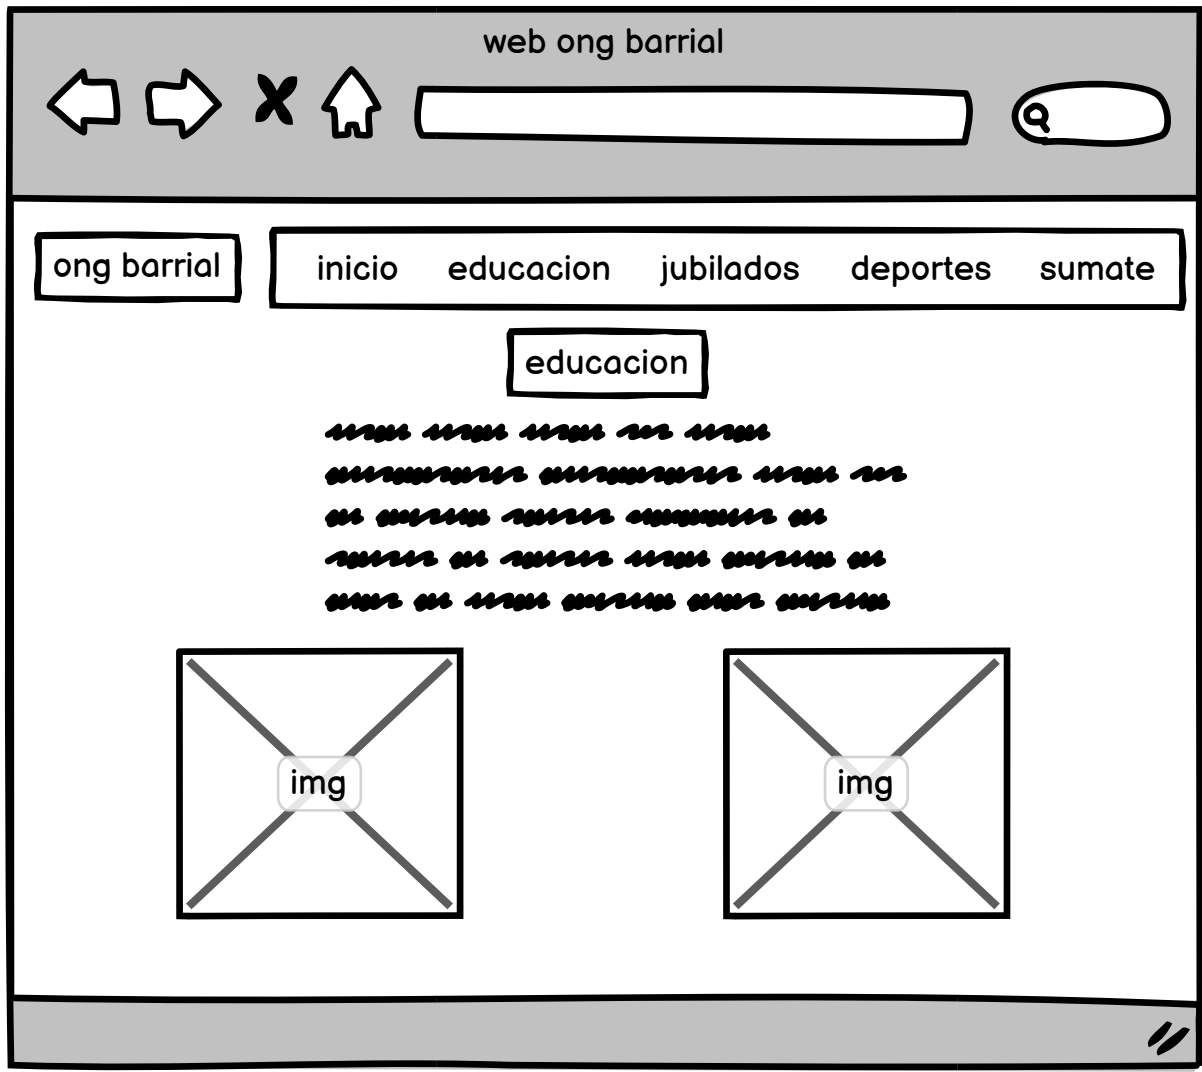 web ong barrial
ong barrial
inicio educacion jubilados deportes sumate
educacion
img
img